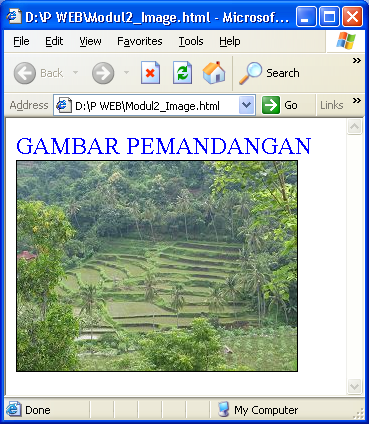 D:\P WEB\Modul2_Image.html - Microsof...
File Edit View Favorites Tools Help
Back Search
Address D:\P WEB\Modul2_Image.html Go Links
GAMBAR PEMANDANGAN
Done My Computer